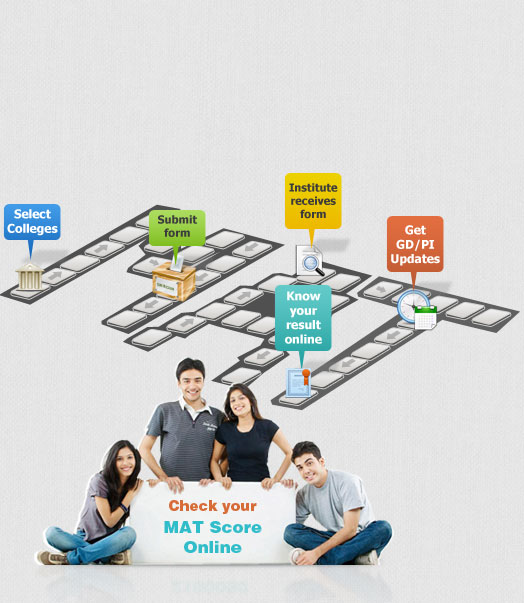 Select
Colleges
Submit
form
Institute
receives
form
Get
GD/PI
Updates
Know
your
result
online
Check your
MAT Score
Online